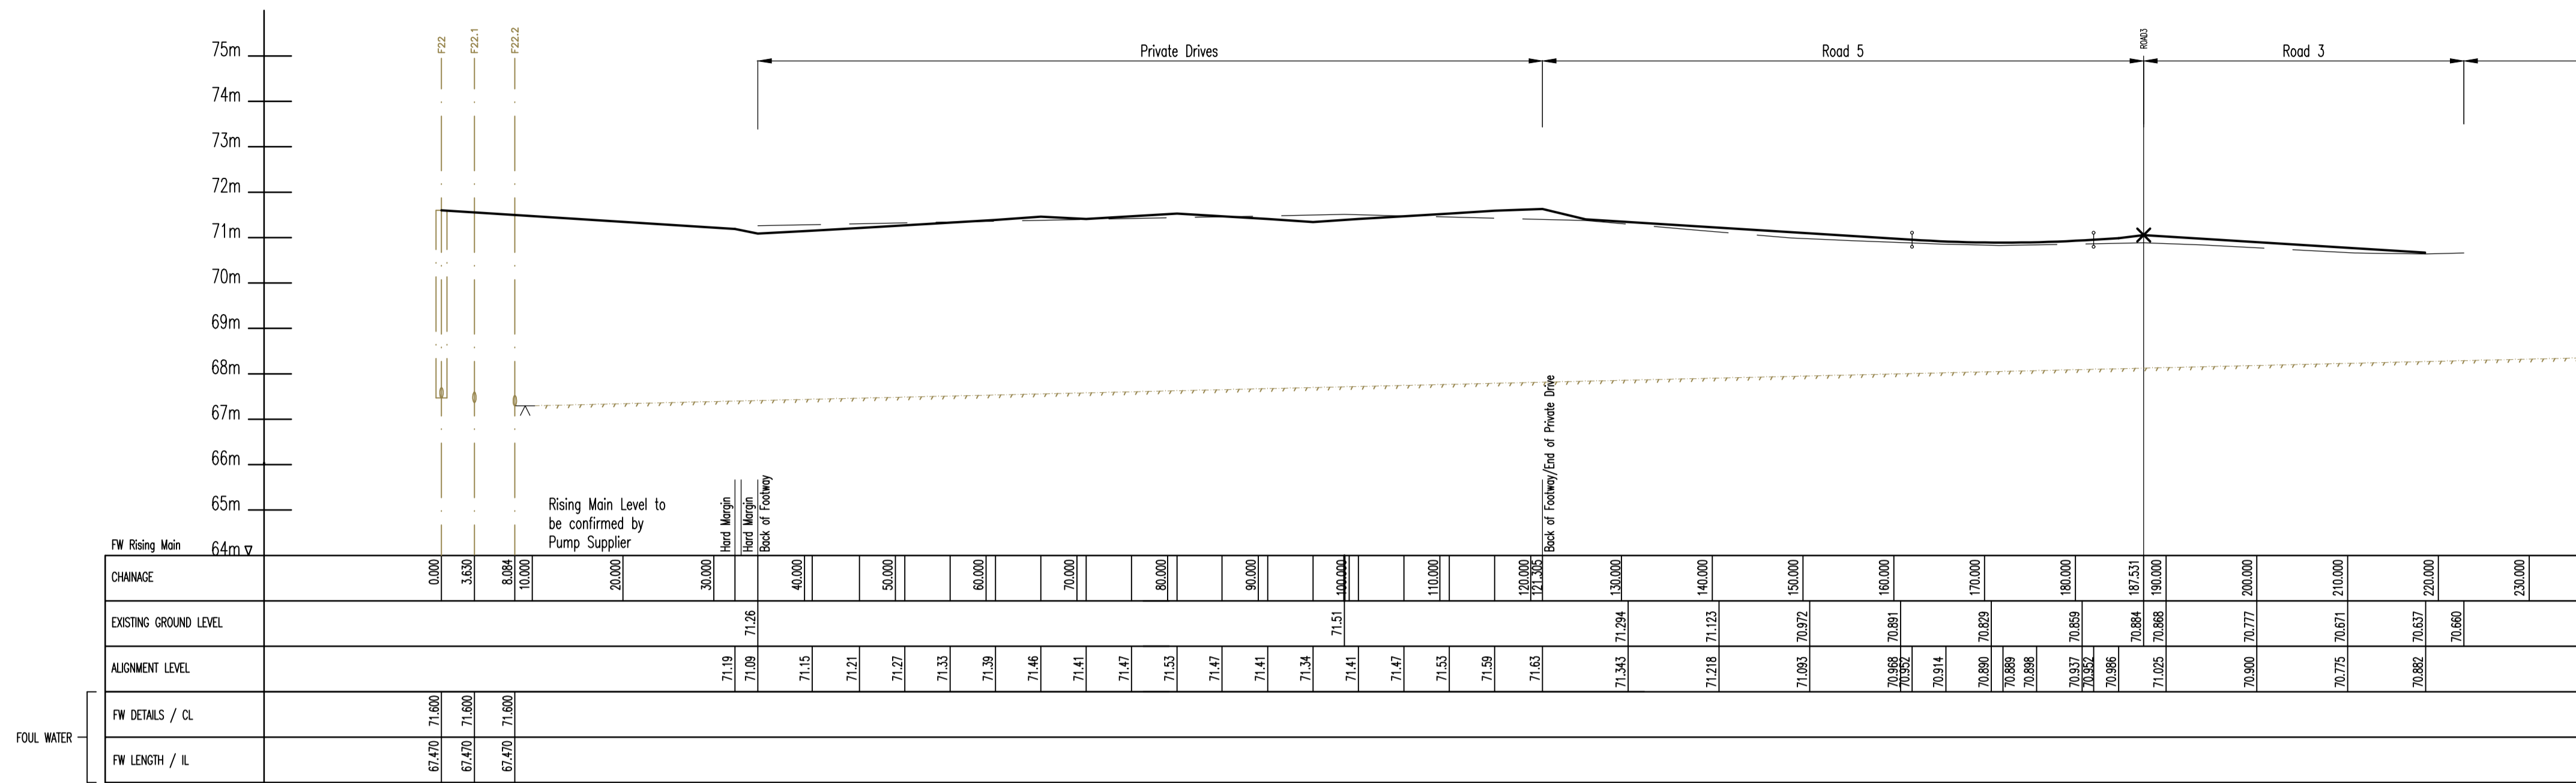 F22
F22.1
F22.2
Private Drives
Road 5
ROAD3
Road 3
75m
74m
73m
72m
71m
70m
69m
68m
67m
66m
65m
64m
Rising Main Level to
be confirmed by
Pump Supplier
Hard Margin
Hard Margin
Back of Footway
Back of Footway/End of Private Drive
FW Rising Main
CHAINAGE
0.000 3.630 8.084 10.000 20.000 30.000 40.000 50.000 60.000 70.000 80.000 90.000 100.000 110.000 120.000 121.305 130.000 140.000 150.000 160.000 170.000 180.000 187.531 190.000 200.000 210.000 220.000 230.000
EXISTING GROUND LEVEL
71.26 71.51 71.294 71.123 70.972 70.891 70.829 70.859 70.884 70.868 70.777 70.671 70.637 70.660
ALIGNMENT LEVEL
71.19 71.09 71.15 71.21 71.27 71.33 71.39 71.46 71.41 71.47 71.53 71.47 71.41 71.34 71.41 71.47 71.53 71.59 71.63 71.343 71.218 71.093 70.968 70.952 70.914 70.890 70.889 70.898 70.937 70.952 70.986 71.025 70.900 70.775 70.882
FOUL WATER
FW DETAILS / CL
71.600 71.600 71.600
FW LENGTH / IL
67.470 67.470 67.470